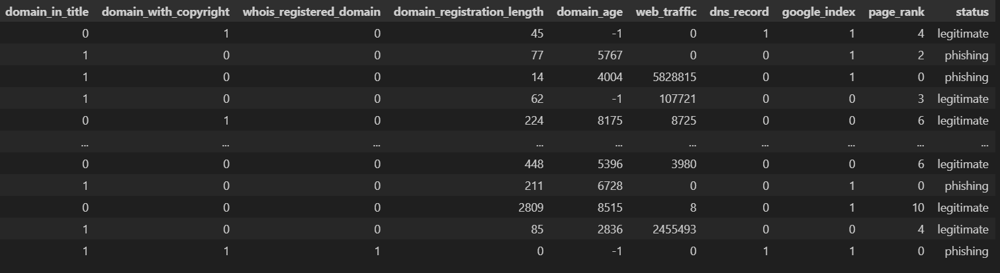 domain_in_title domain_with_copyright whois_registered_domain domain_registration_length domain_age web_traffic dns_record google_index page_rank status
0 1 0 45 -1 0 1 1 4 legitimate
1 0 0 77 5767 0 0 1 2 phishing
1 0 0 14 4004 5828815 0 1 0 phishing
1 0 0 62 -1 107721 0 0 3 legitimate
0 1 0 224 8175 8725 0 0 6 legitimate
... ... ... ... ... ... ... ... ... ...
0 0 0 448 5396 3980 0 0 6 legitimate
1 0 0 211 6728 0 0 1 0 phishing
0 0 0 2809 8515 8 0 1 10 legitimate
1 0 0 85 2836 2455493 0 0 4 legitimate
1 1 1 0 -1 0 1 1 0 phishing